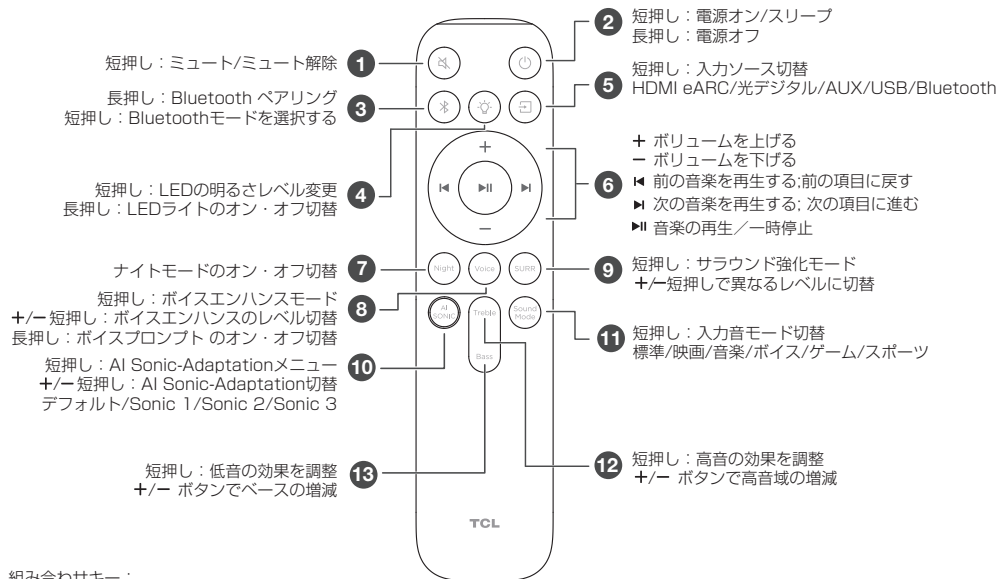 短押し：ミュート/ミュート解除
1
2
短押し：電源オン/スリープ
長押し：電源オフ
長押し：Bluetooth ペアリング
短押し：Bluetoothモードを選択する
3
5
短押し：入力ソース切替
HDMI eARC/光デジタル/AUX/USB/Bluetooth
短押し：LEDの明るさレベル変更
長押し：LEDライトのオン・オフ切替
4
6
+ ボリュームを上げる
− ボリュームを下げる
前の音楽を再生する;前の項目に戻す
次の音楽を再生する; 次の項目に進む
音楽の再生／一時停止
ナイトモードのオン・オフ切替
7
Night
Voice
SURR
9
短押し：サラウンド強化モード
+/−短押しで異なるレベルに切替
短押し：ボイスエンハンスモード
+/−短押し：ボイスエンハンスのレベル切替
長押し：ボイスプロンプト のオン・オフ切替
8
AI
SONIC
Treble
Bass
Sound
Mode
11
短押し：入力音モード切替
標準/映画/音楽/ボイス/ゲーム/スポーツ
短押し：AI Sonic-Adaptationメニュー
+/−短押し：AI Sonic-Adaptation切替
デフォルト/Sonic 1/Sonic 2/Sonic 3
10
短押し：低音の効果を調整
+/− ボタンでベースの増減
13
12
短押し：高音の効果を調整
+/− ボタンで高音域の増減
TCL
組み合わせキー：